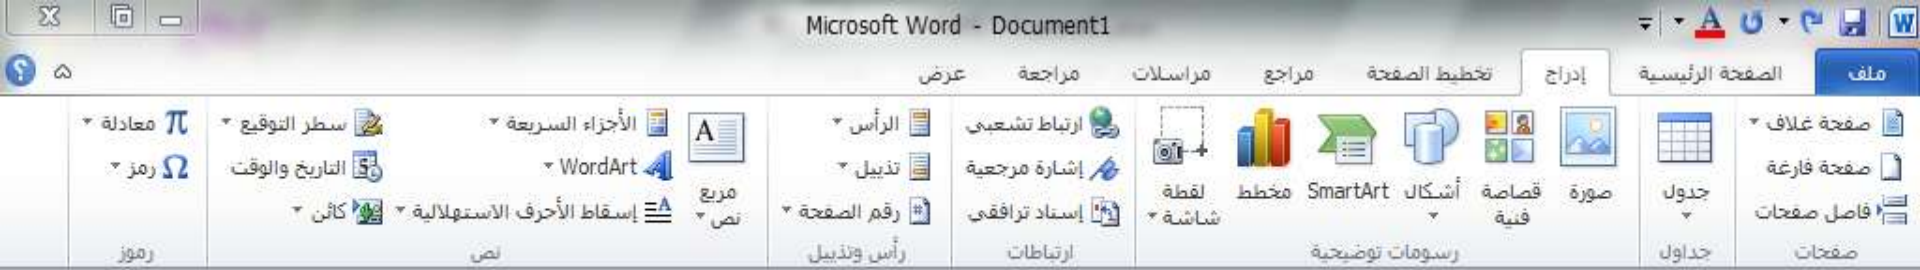 Microsoft Word - Document1
ملف
الصفحة الرئيسية
إدراج
تخطيط الصفحة
مراجع
مراسلات
مراجعة
عرض
صفحة غلاف
صفحة فارغة
فاصل صفحات
صفحات
جدول
جداول
صورة
قصاصة
فنية
أشكال
SmartArt
مخطط
لقطة
شاشة
رسومات توضيحية
ارتباط تشعبي
إشارة مرجعية
إسناد ترافقي
ارتباطات
الرأس
تذييل
رقم الصفحة
رأس وتذييل
مربع
نص
الأجزاء السريعة
WordArt
إسقاط الأحرف الاستهلالية
سطر التوقيع
التاريخ والوقت
كائن
نص
π معادلة
Ω رمز
رموز